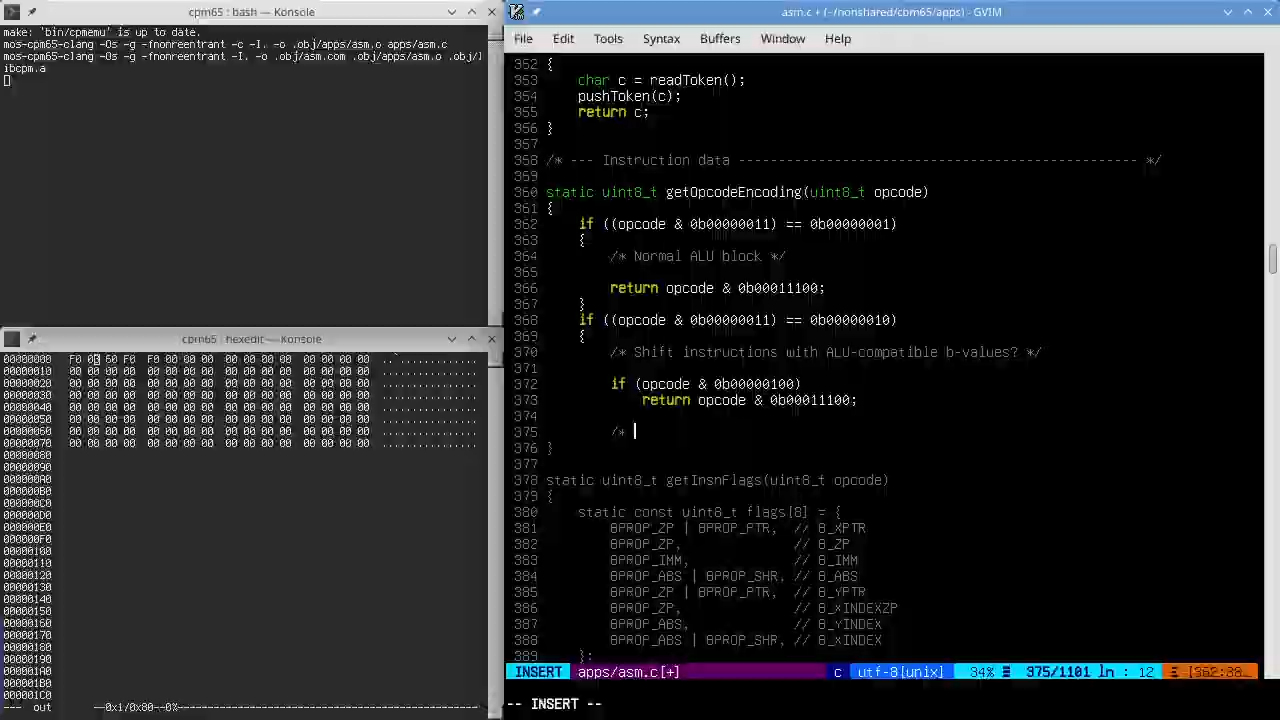 cpm65 : bash — Konsole
make: 'bin/cpmemu' is up to date.
mos-cpm65-clang -Os -g -fnonreentrant -c -I. -o .obj/apps/asm.o apps/asm.c
mos-cpm65-clang -Os -g -fnonreentrant -I. -o .obj/asm.com .obj/apps/asm.o .obj/l
ibcpm.a
cpm65 : hexedit — Konsole
00000000 F0 03 60 F0 F0 00 00 00 00 00 00 00 00 00 00 00 ..`.............
00000010 00 00 00 00 00 00 00 00 00 00 00 00 00 00 00 00 ................
00000020 00 00 00 00 00 00 00 00 00 00 00 00 00 00 00 00 ................
00000030 00 00 00 00 00 00 00 00 00 00 00 00 00 00 00 00 ................
00000040 00 00 00 00 00 00 00 00 00 00 00 00 00 00 00 00 ................
00000050 00 00 00 00 00 00 00 00 00 00 00 00 00 00 00 00 ................
00000060 00 00 00 00 00 00 00 00 00 00 00 00 00 00 00 00 ................
00000070 00 00 00 00 00 00 00 00 00 00 00 00 00 00 00 00 ................
00000080
00000090
000000A0
000000B0
000000C0
000000D0
000000E0
000000F0
00000100
00000110
00000120
00000130
00000140
00000150
00000160
00000170
00000180
00000190
000001A0
000001B0
000001C0
--- out --0x1/0x80--0%--
asm.c + (~/nonshared/cpm65/apps) - GVIM
File Edit Tools Syntax Buffers Window Help
352 {
353 char c = readToken();
354 pushToken(c);
355 return c;
356 }
357
358 /* --- Instruction data -------------------------------------------------- */
359
360 static uint8_t getOpcodeEncoding(uint8_t opcode)
361 {
362 if ((opcode & 0b00000011) == 0b00000001)
363 {
364 /* Normal ALU block */
365
366 return opcode & 0b00011100;
367 }
368 if ((opcode & 0b00000011) == 0b00000010)
369 {
370 /* Shift instructions with ALU-compatible b-values? */
371
372 if (opcode & 0b00000100)
373 return opcode & 0b00011100;
374
375 /*
376 }
377
378 static uint8_t getInsnFlags(uint8_t opcode)
379 {
380 static const uint8_t flags[8] = {
381 BPROP_ZP | BPROP_PTR, // B_XPTR
382 BPROP_ZP, // B_ZP
383 BPROP_IMM, // B_IMM
384 BPROP_ABS | BPROP_SHR, // B_ABS
385 BPROP_ZP | BPROP_PTR, // B_YPTR
386 BPROP_ZP, // B_XINDEXZP
387 BPROP_ABS, // B_YINDEX
388 BPROP_ABS | BPROP_SHR, // B_XINDEX
389 };
INSERT apps/asm.c[+] c utf-8[unix] 34% 375/1101 ln : 12
-- INSERT --